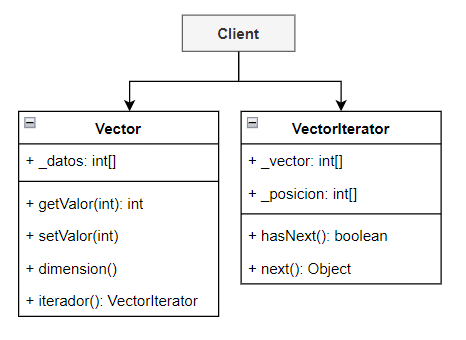 Client
Vector
+ _datos: int[]
+ getValor(int): int
+ setValor(int)
+ dimension()
+ iterador(): VectorIterator
VectorIterator
+ _vector: int[]
+ _posicion: int[]
+ hasNext(): boolean
+ next(): Object